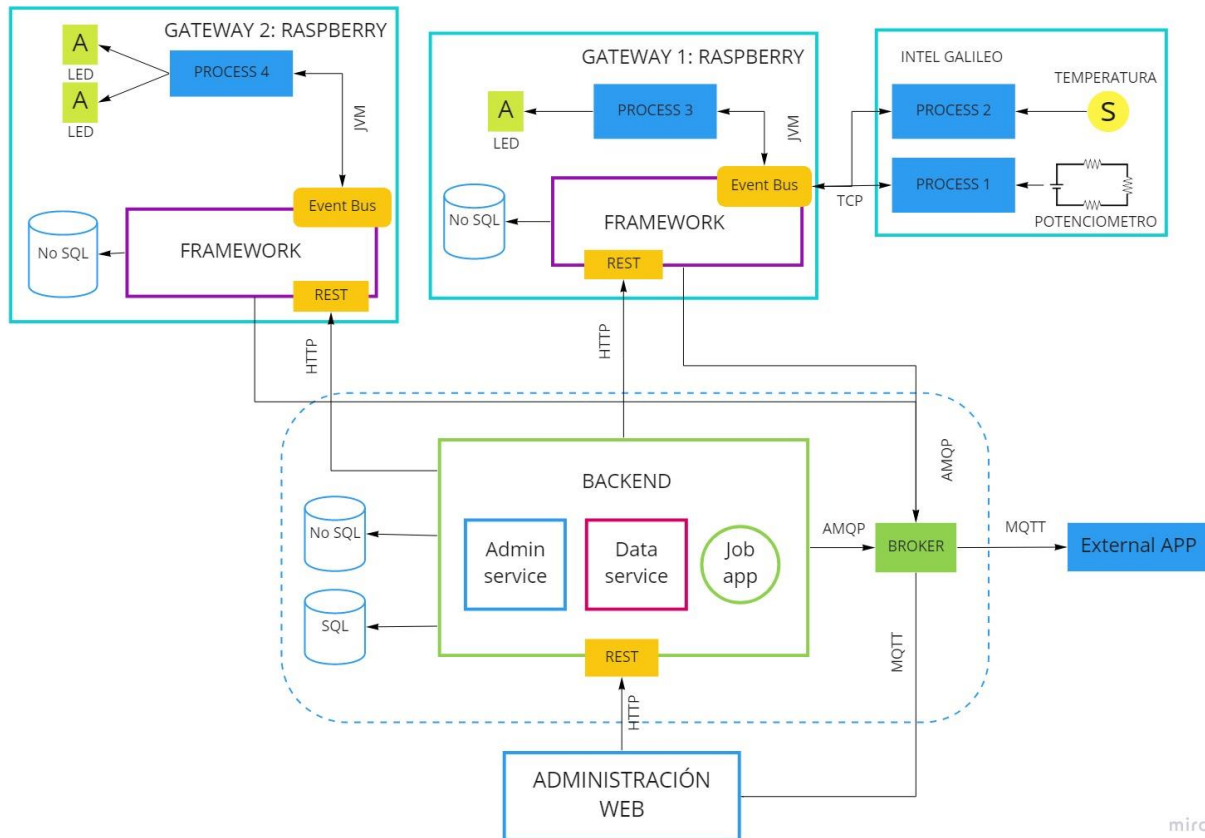 GATEWAY 2: RASPBERRY
A
LED
A
LED
PROCESS 4
JVM
Event Bus
No SQL
FRAMEWORK
REST
HTTP
GATEWAY 1: RASPBERRY
A
LED
PROCESS 3
JVM
Event Bus
No SQL
FRAMEWORK
REST
HTTP
TCP
INTEL GALILEO
TEMPERATURA
PROCESS 2
S
PROCESS 1
POTENCIOMETRO
BACKEND
No SQL
SQL
Admin
service
Data
service
Job
app
REST
HTTP
AMQP
AMQP
BROKER
MQTT
External APP
MQTT
ADMINISTRACIÓN
WEB